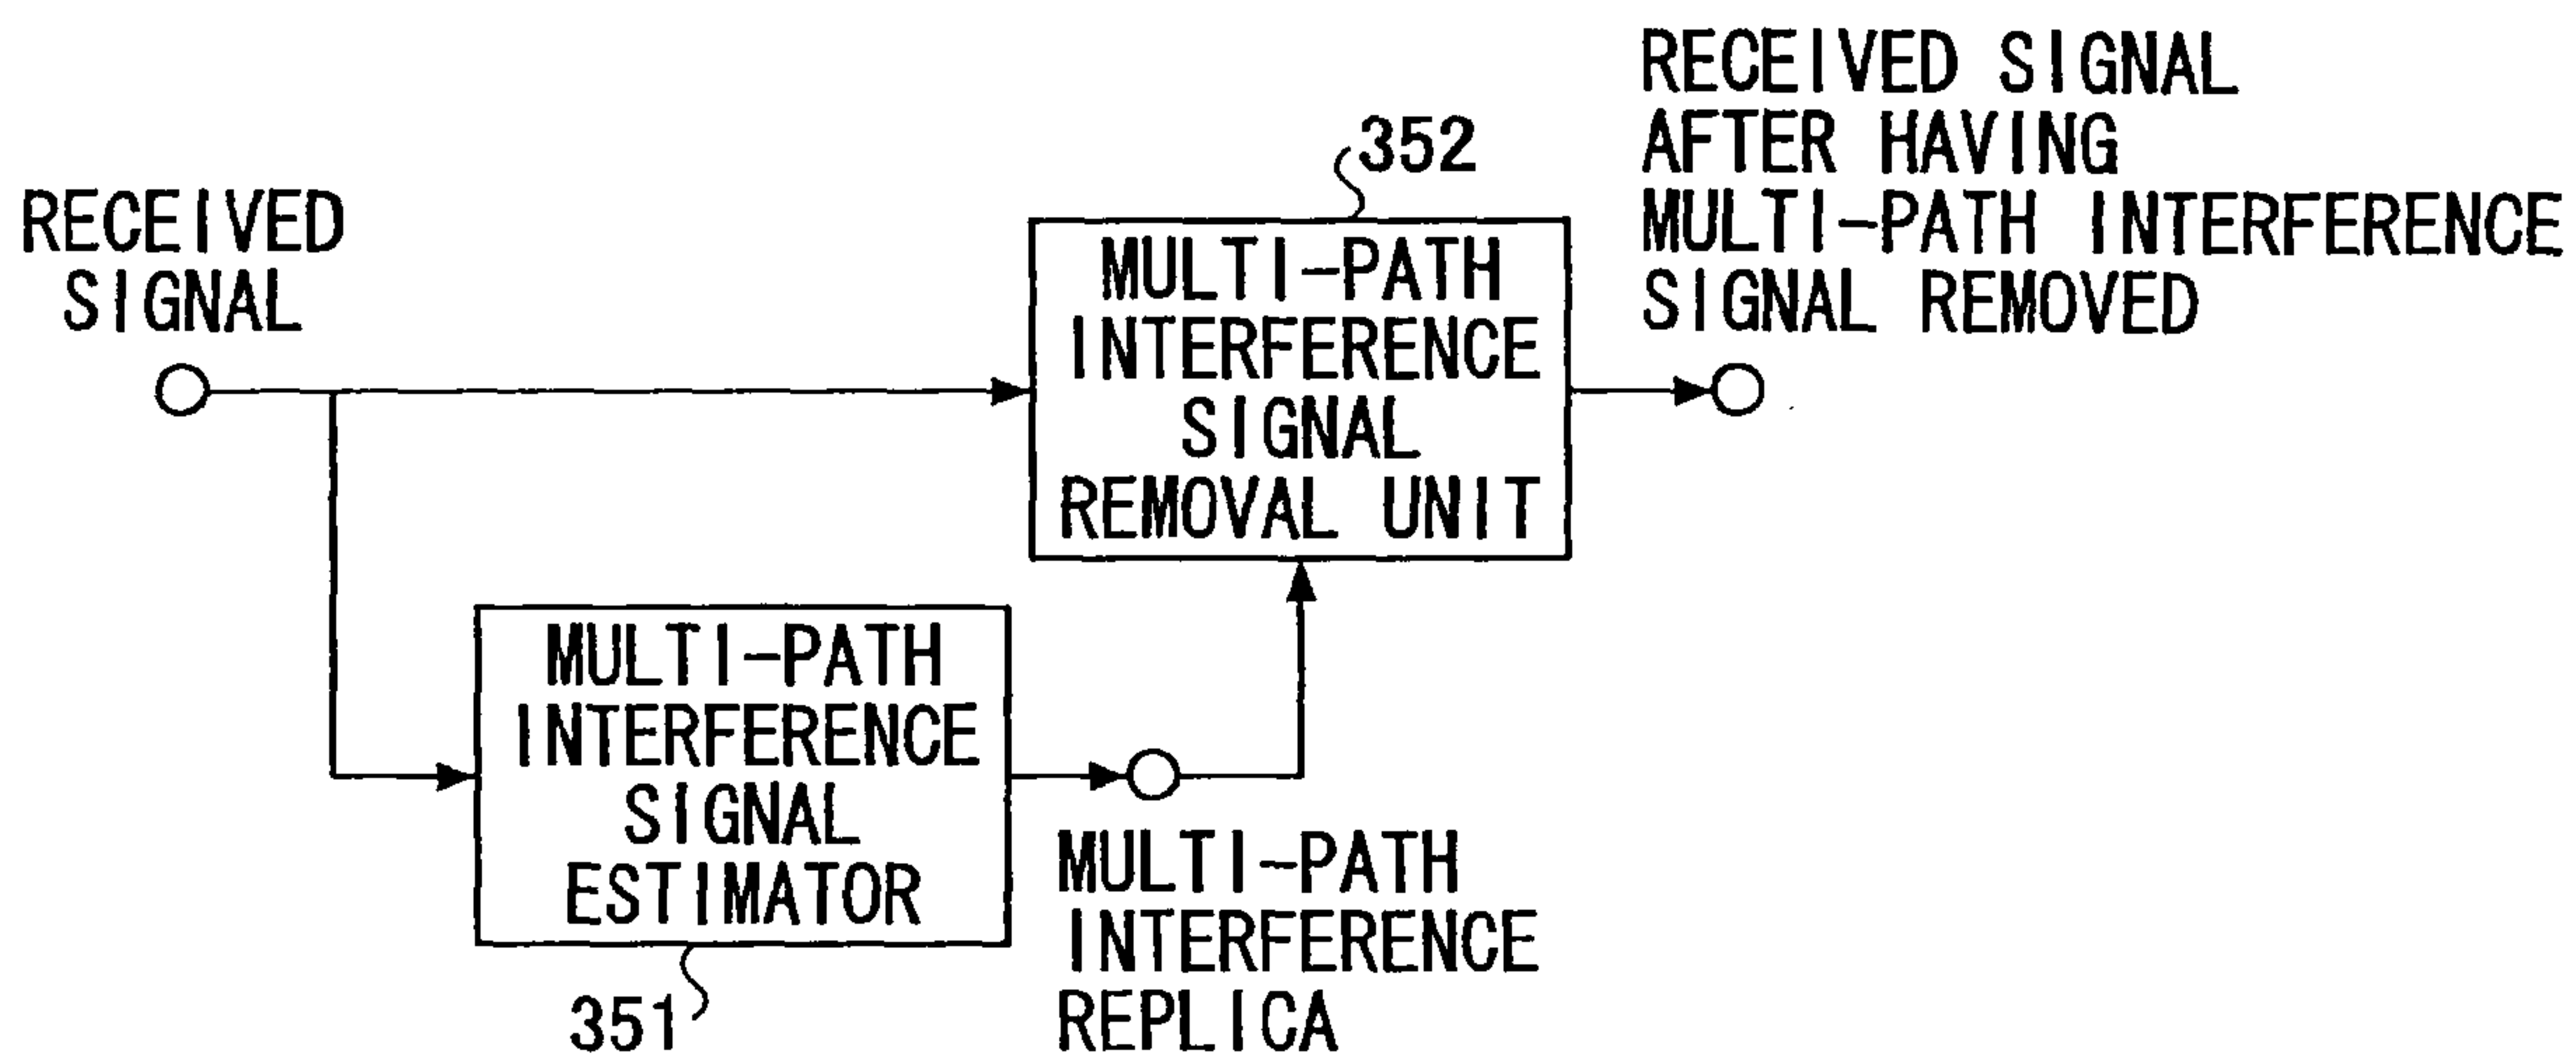 RECEIVED
SIGNAL
352
RECEIVED SIGNAL
AFTER HAVING
MULTI-PATH INTERFERENCE
SIGNAL REMOVED
MULTI-PATH
INTERFERENCE
SIGNAL
REMOVAL UNIT
MULTI-PATH
INTERFERENCE
SIGNAL
ESTIMATOR
351
MULTI-PATH
INTERFERENCE
REPLICA